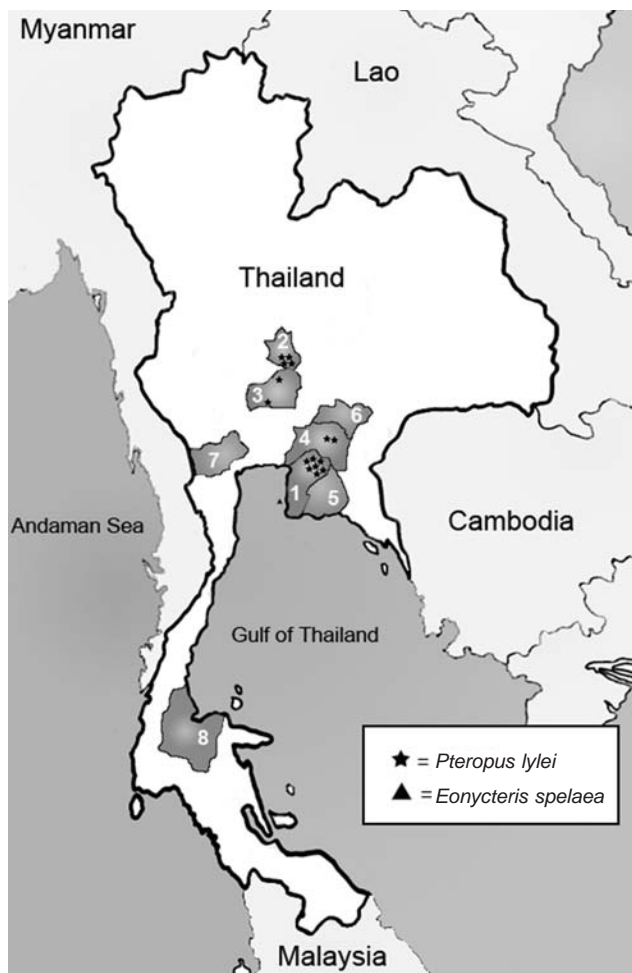 Myanmar
Lao
Thailand
2
3
6
4
7
1
5
Andaman Sea
Cambodia
Gulf of Thailand
8
★ = Pteropus lylei
▲ = Eonycteris spelaea
Malaysia